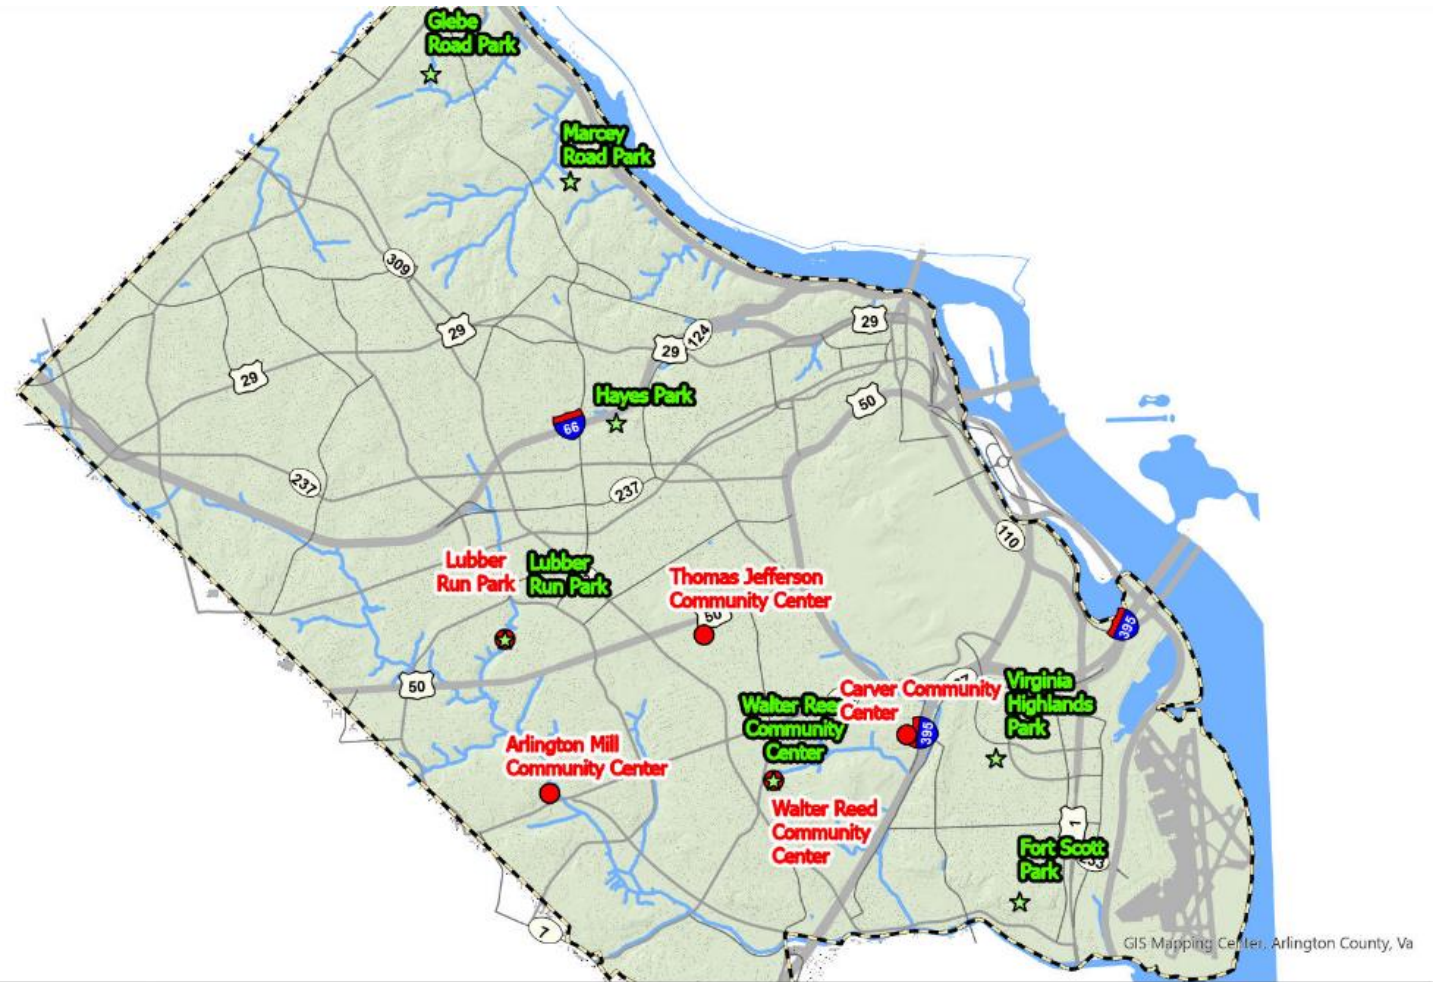 Glebe
Road Park
Marcey
Road Park
309
29
29
124
29
29
50
Hayes Park
66
237
237
110
Lubber
Run Park
Lubber
Run Park
Thomas Jefferson
Community Center
50
395
50
Virginia
Highlands
Park
Carver Community
Center
Walter Ree
Community
Center
395
Arlington Mill
Community Center
Walter Reed
Community
Center
1
Fort Scott
Park
7
GIS Mapping Center, Arlington County, Va